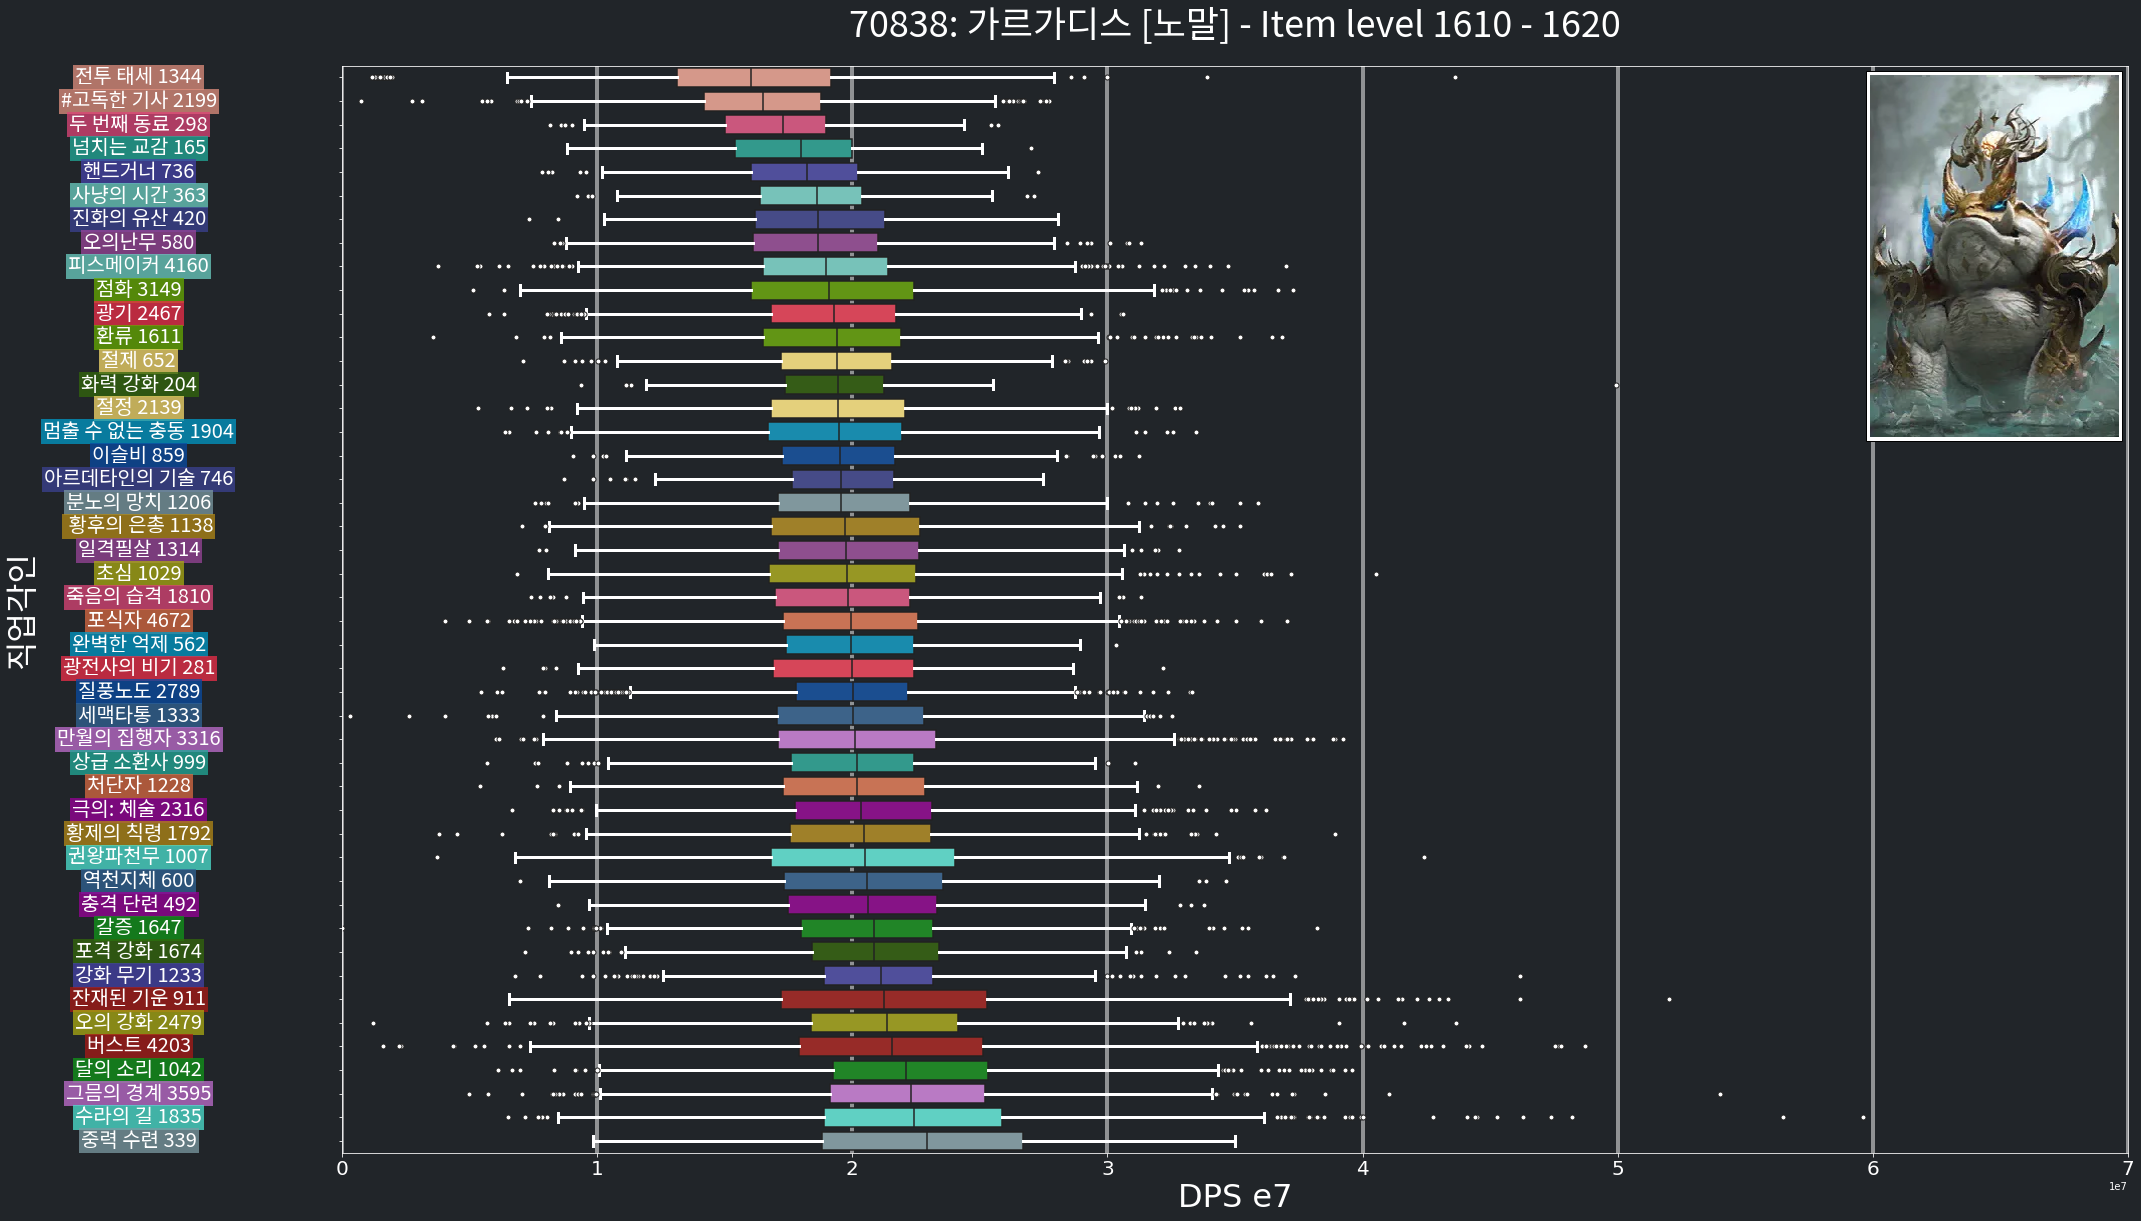 70838: 가르가디스 [노말] - Item level 1610 - 1620
직업각인
전투 태세 1344
#고독한 기사 2199
두 번째 동료 298
넘치는 교감 165
핸드거너 736
사냥의 시간 363
진화의 유산 420
오의난무 580
피스메이커 4160
점화 3149
광기 2467
환류 1611
절제 652
화력 강화 204
절정 2139
멈출 수 없는 충동 1904
이슬비 859
아르데타인의 기술 746
분노의 망치 1206
황후의 은총 1138
일격필살 1314
초심 1029
죽음의 습격 1810
포식자 4672
완벽한 억제 562
광전사의 비기 281
질풍노도 2789
세맥타통 1333
만월의 집행자 3316
상급 소환사 999
처단자 1228
극의: 체술 2316
황제의 칙령 1792
권왕파천무 1007
역천지체 600
충격 단련 492
갈증 1647
포격 강화 1674
강화 무기 1233
잔재된 기운 911
오의 강화 2479
버스트 4203
달의 소리 1042
그믐의 경계 3595
수라의 길 1835
중력 수련 339
0 1 2 3 4 5 6 7
1e7
DPS e7